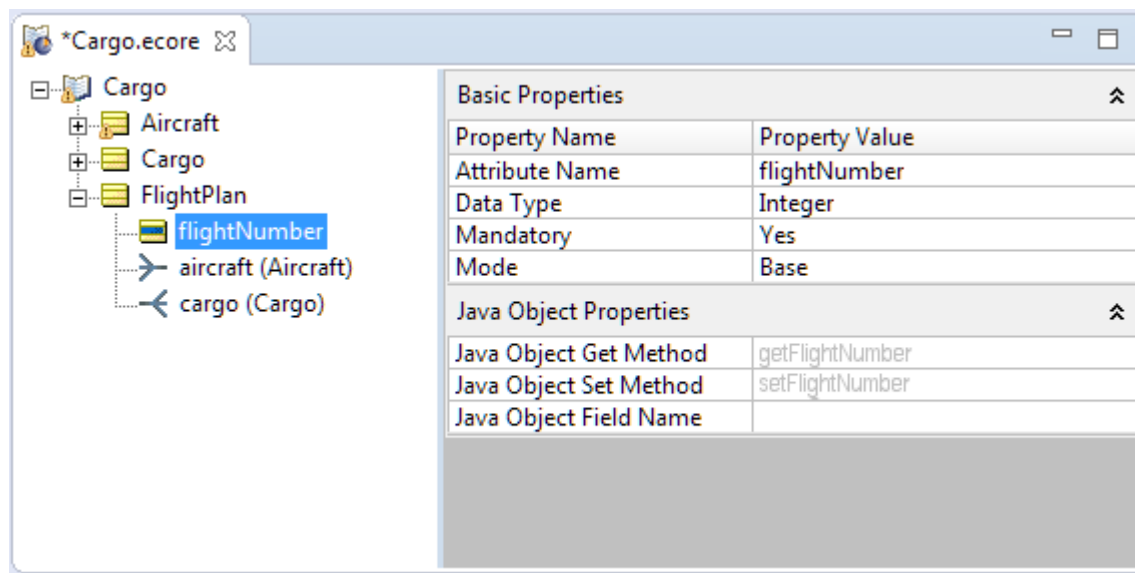 *Cargo.ecore
Cargo
Aircraft
Cargo
FlightPlan
flightNumber
aircraft (Aircraft)
cargo (Cargo)
Basic Properties
Property Name Property Value
Attribute Name flightNumber
Data Type Integer
Mandatory Yes
Mode Base
Java Object Properties
Java Object Get Method getFlightNumber
Java Object Set Method setFlightNumber
Java Object Field Name